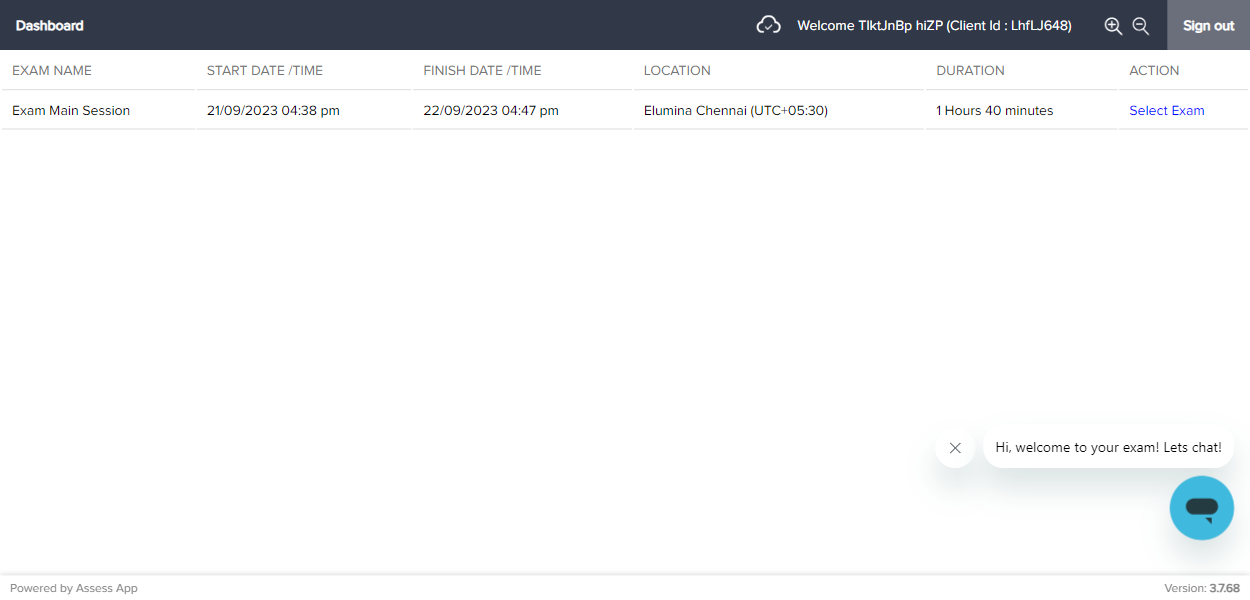 Dashboard Welcome TlktJnBp hiZP (Client Id : LhfLJ648) Sign out
EXAM NAME START DATE /TIME FINISH DATE /TIME LOCATION DURATION ACTION
Exam Main Session 21/09/2023 04:38 pm 22/09/2023 04:47 pm Elumina Chennai (UTC+05:30) 1 Hours 40 minutes Select Exam
Hi, welcome to your exam! Lets chat!
Powered by Assess App Version: 3.7.68